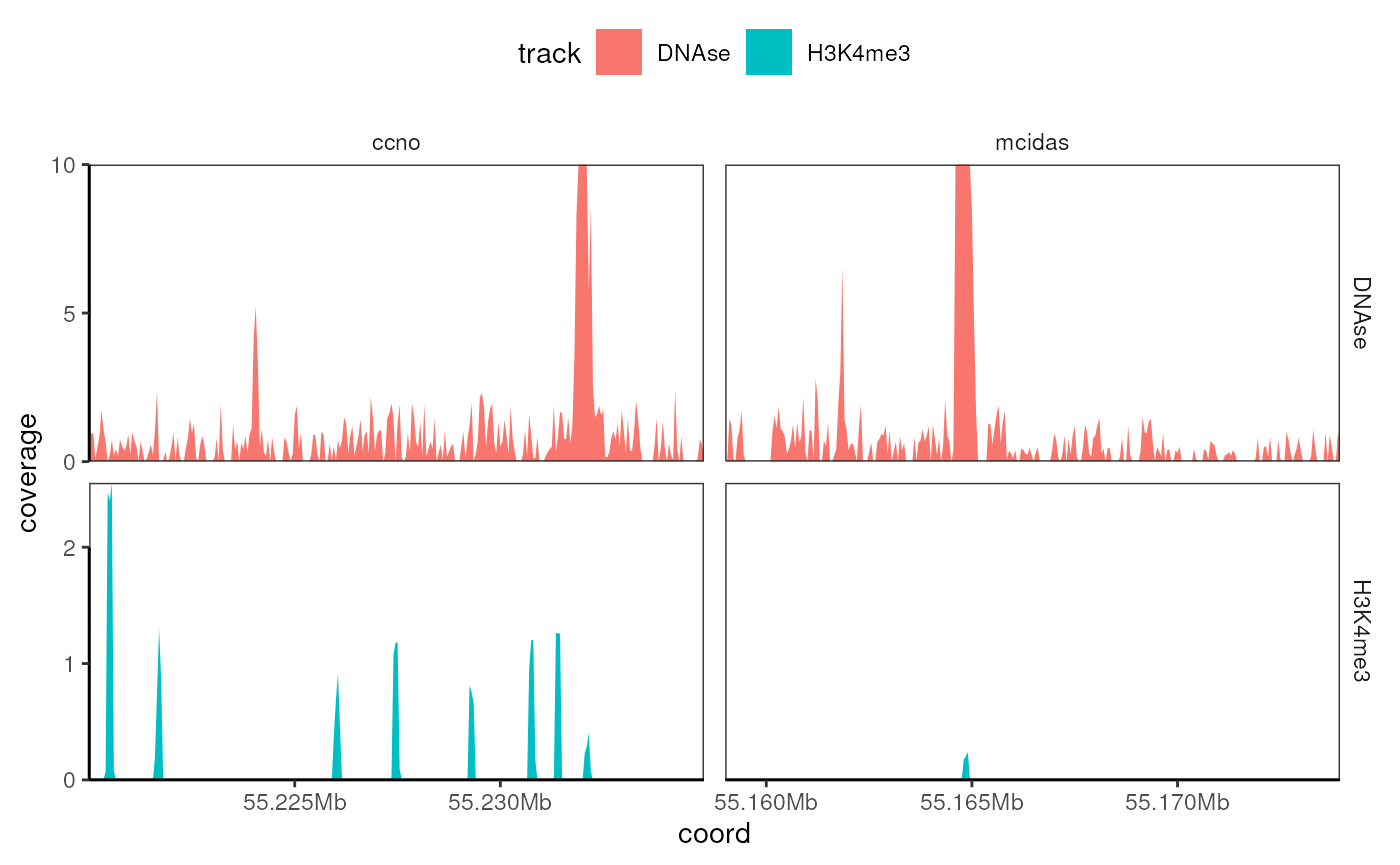 track DNAse H3K4me3
ccno mcidas
10
5
0
DNAse
coverage
2
1
0
H3K4me3
55.225Mb 55.230Mb 55.160Mb 55.165Mb 55.170Mb
coord